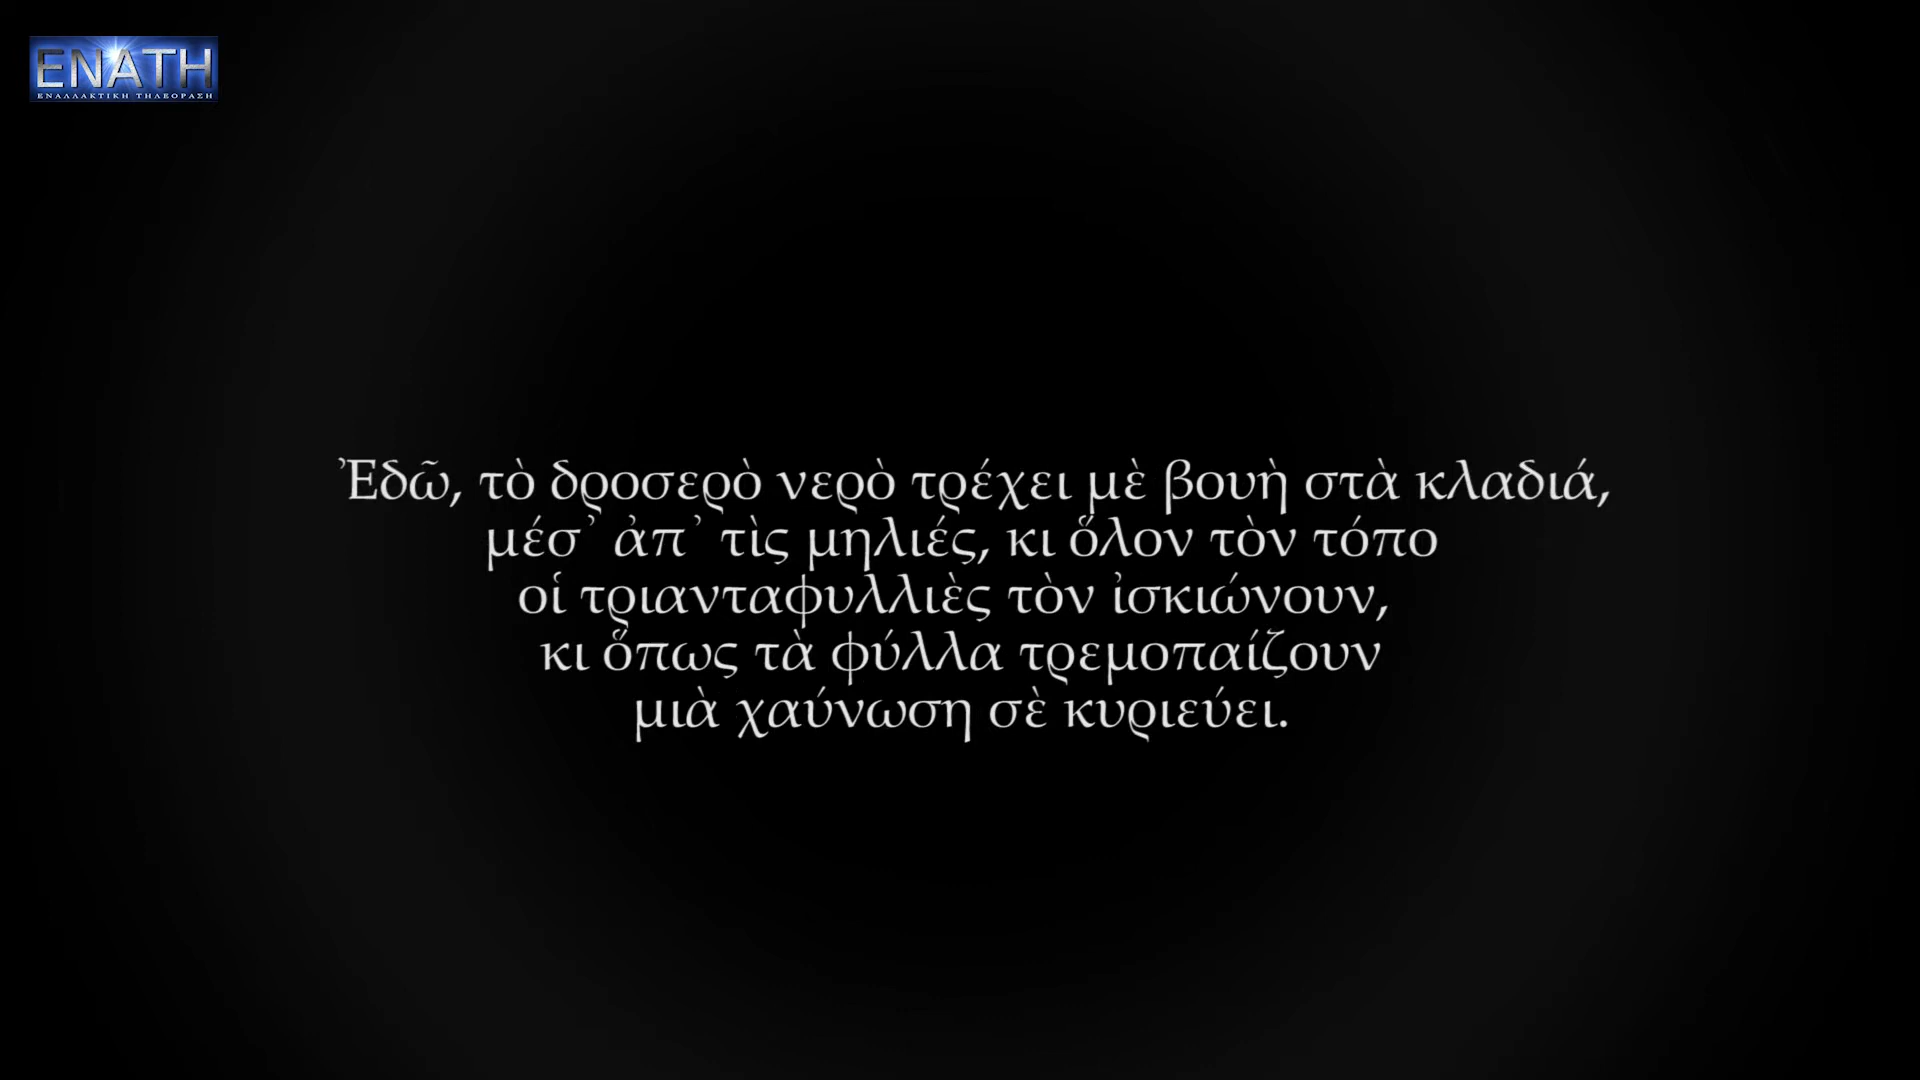 ΕΝΑΤΗ
ΕΝΑΛΛΑΚΤΙΚΗ ΤΗΛΕΟΡΑΣΗ
Ἐδῶ, τὸ δροσερὸ νερὸ τρέχει μὲ βουὴ στὰ κλαδιά,
μέσ᾿ ἀπ᾿ τὶς μηλιές, κι ὅλον τὸν τόπο
οἱ τριανταφυλλιὲς τὸν ἰσκιώνουν,
κι ὅπως τὰ φύλλα τρεμοπαίζουν
μιὰ χαύνωση σὲ κυριεύει.